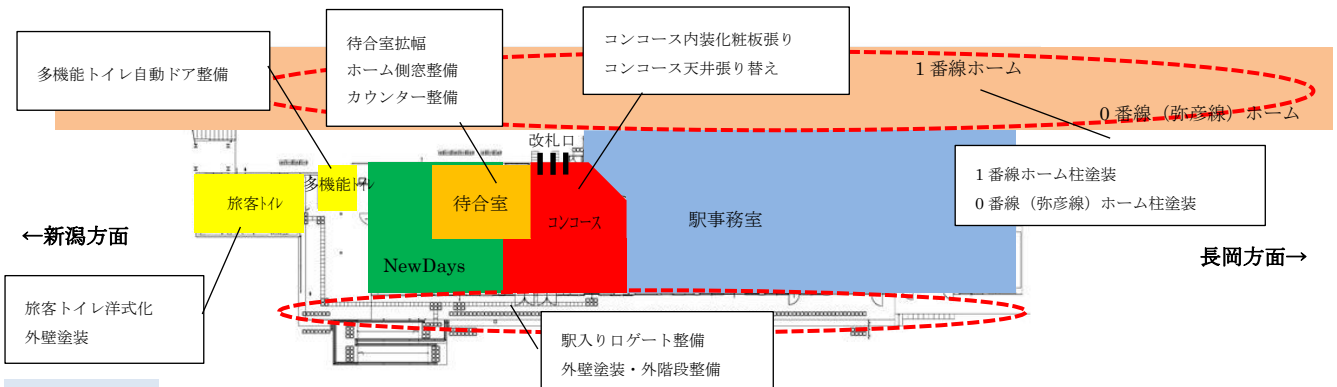 多機能トイレ自動ドア整備
待合室拡幅
ホーム側窓整備
カウンター整備
コンコース内装化粧板張り
コンコース天井張り替え
1番線ホーム
0番線（弥彦線）ホーム
改札口
1番線ホーム柱塗装
0番線（弥彦線）ホーム柱塗装
旅客トイレ
多機能トイレ
待合室
コンコース
駅事務室
NewDays
←新潟方面
長岡方面→
旅客トイレ洋式化
外壁塗装
駅入り口ゲート整備
外壁塗装・外階段整備